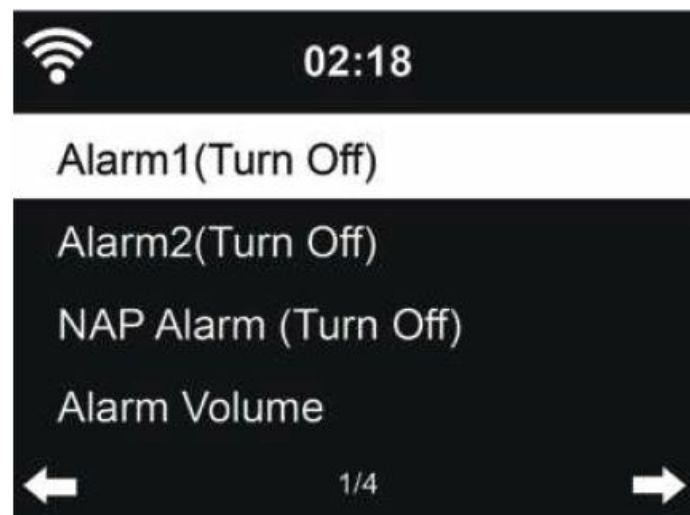 02:18
Alarm1(Turn Off)
Alarm2(Turn Off)
NAP Alarm (Turn Off)
Alarm Volume
1/4